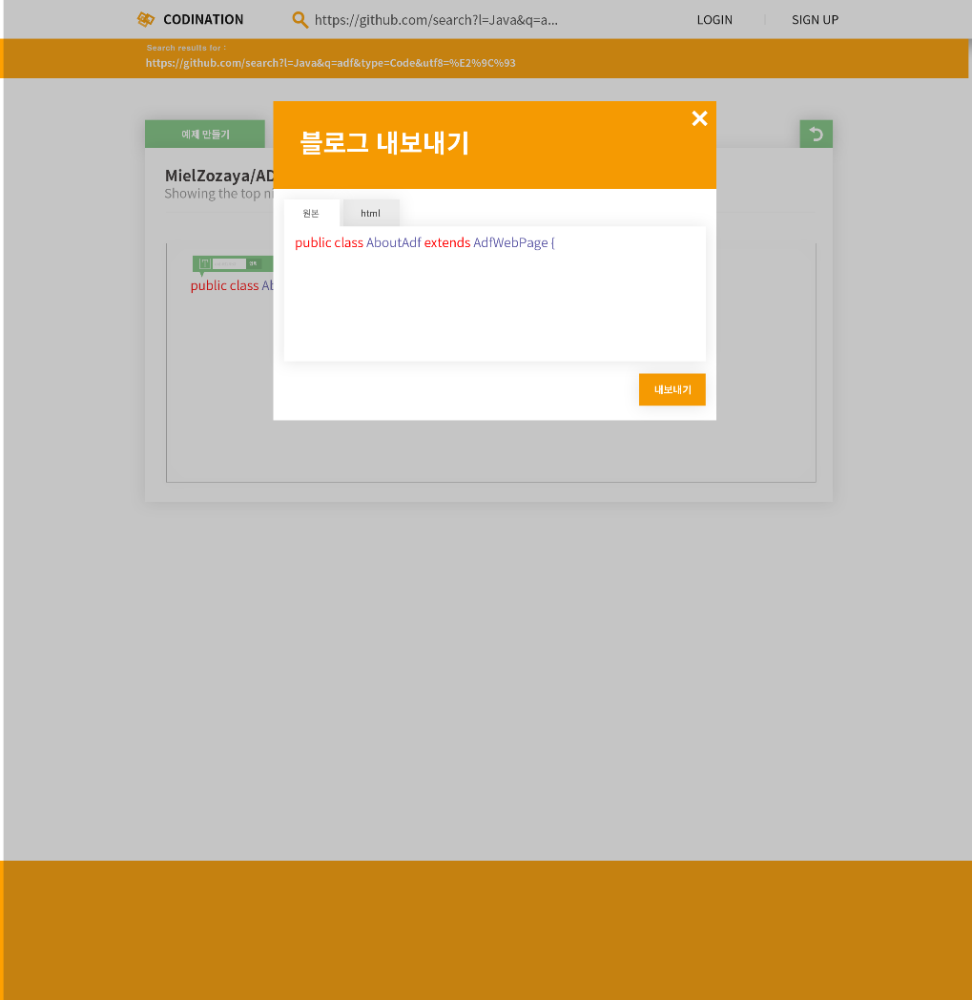 CODINATION
https://github.com/search?l=Java&q=a...
LOGIN
SIGN UP
Search results for :
https://github.com/search?l=Java&q=adf&type=Code&utf8=%E2%9C%93
블로그 내보내기
예제 만들기
MielZozaya/AD
Showing the top ni
원본
html
public class AboutAdf extends AdfWebPage {
T
public class Ab
내보내기